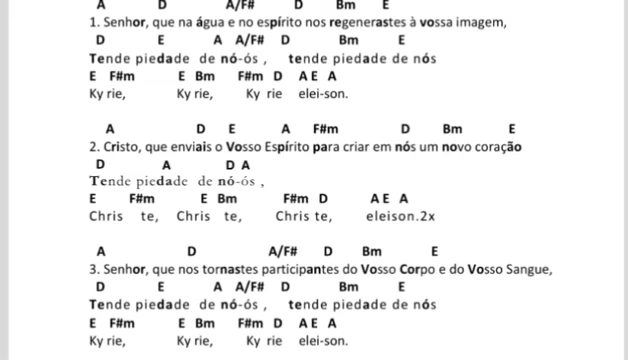 A D A/F# D Bm E
1. Senhor, que na água e no espírito nos regenerastes à vossa imagem,
D E A A/F# D Bm E
Tende piedade de nó-ós , tende piedade de nós
E F#m E Bm F#m D A E A
Ky rie, Ky rie, Ky rie elei-son.
A D E A F#m D Bm E
2. Cristo, que enviais o Vosso Espírito para criar em nós um novo coração
D A D A
Tende piedade de nó-ós ,
E F#m E Bm F#m D A E A
Chris te, Chris te, Chris te, eleison.2x
A D A/F# D Bm E
3. Senhor, que nos tornastes participantes do Vosso Corpo e do Vosso Sangue,
D E A A/F# D Bm E
Tende piedade de nó-ós , tende piedade de nós
E F#m E Bm F#m D A E A
Ky rie, Ky rie, Ky rie elei-son.